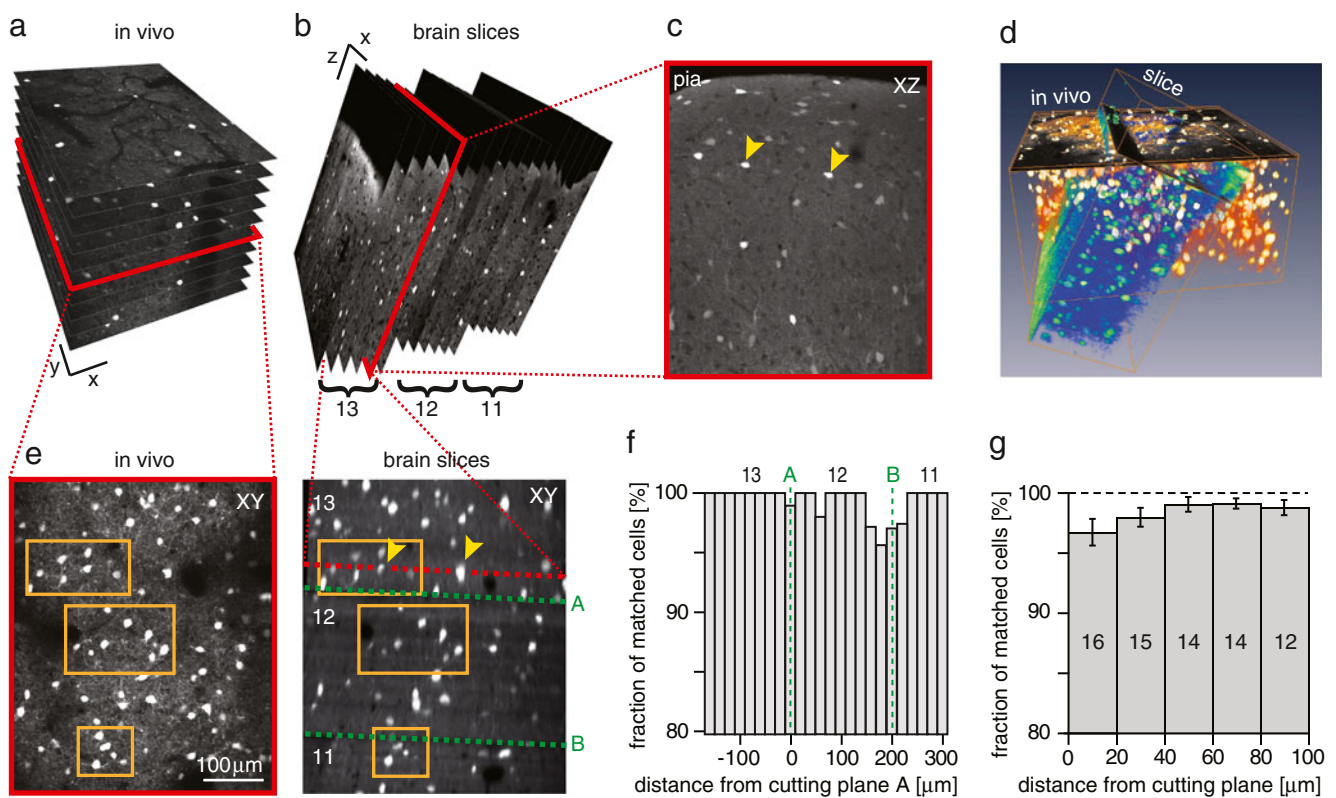 a
in vivo
y
x
b
brain slices
z
x
13
12
11
c
pia
XZ
d
in vivo
slice
e
in vivo
XY
100μm
brain slices
XY
13
12
11
A
B
f
13
A
12
B
11
fraction of matched cells [%]
100
90
80
-100
0
100
200
300
distance from cutting plane A [μm]
g
fraction of matched cells [%]
100
90
80
16
15
14
14
12
0
20
40
60
80
100
distance from cutting plane [μm]